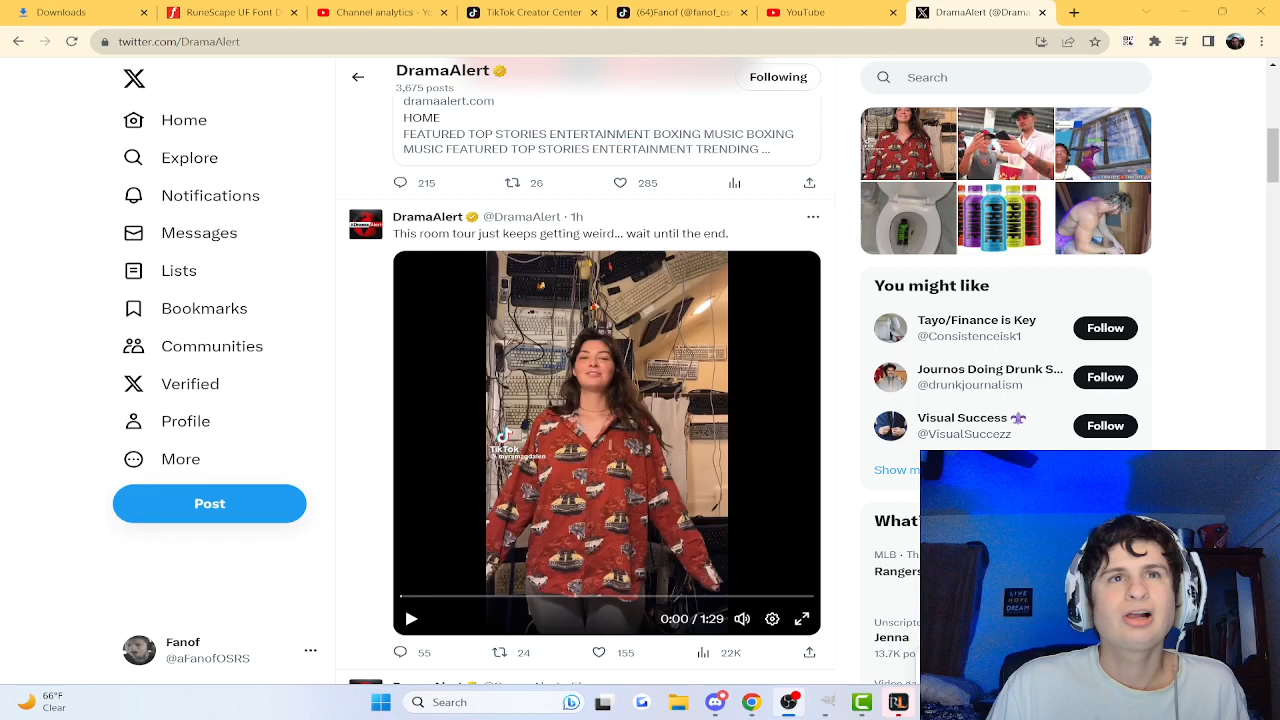 Downloads
RuneScape UF Font D
Channel analytics - Yo
TikTok Creator Center
(64)Fanof (@fanof_os
YouTube
DramaAlert (@Drama
twitter.com/DramaAlert
DramaAlert
3,675 posts
Following
Search
Home
Explore
Notifications
Messages
Lists
Bookmarks
Communities
Verified
Profile
More
Post
Fanof
@aFanofOSRS
dramaalert.com
HOME
FEATURED TOP STORIES ENTERTAINMENT BOXING MUSIC BOXING
MUSIC FEATURED TOP STORIES ENTERTAINMENT TRENDING ...
215
26
285
DramaAlert @DramaAlert · 1h
This room tour just keeps getting weird... wait until the end.
TikTok
@myramagdalen
0:00 / 1:29
55
24
155
22K
You might like
Tayo/Finance is Key
@Consistenceisk1
Follow
Journos Doing Drunk S...
@drunkjournalism
Follow
Visual Success
@VisualSuccezz
Follow
Show m
What'
MLB · Th
Rangers
Unscripte
Jenna
13.7K po
LIVE
HOPE
DREAM
66°F
Clear
Search